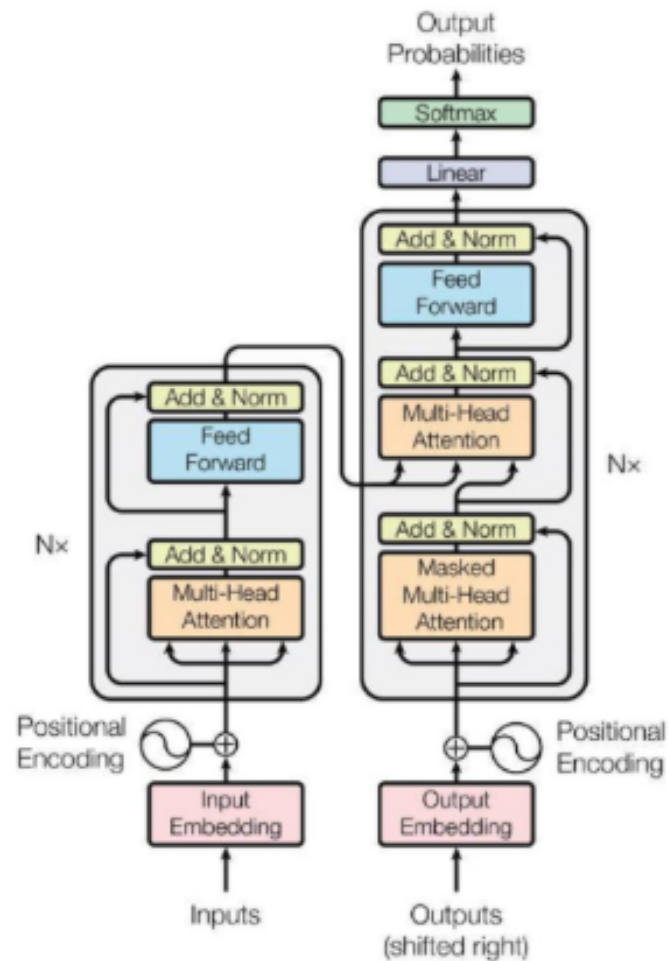 Output
Probabilities
Softmax
Linear
Add & Norm
Feed
Forward
Add & Norm
Multi-Head
Attention
Add & Norm
Masked
Multi-Head
Attention
N×
Add & Norm
Feed
Forward
Add & Norm
Multi-Head
Attention
N×
Positional
Encoding
Positional
Encoding
Input
Embedding
Output
Embedding
Inputs
Outputs
(shifted right)